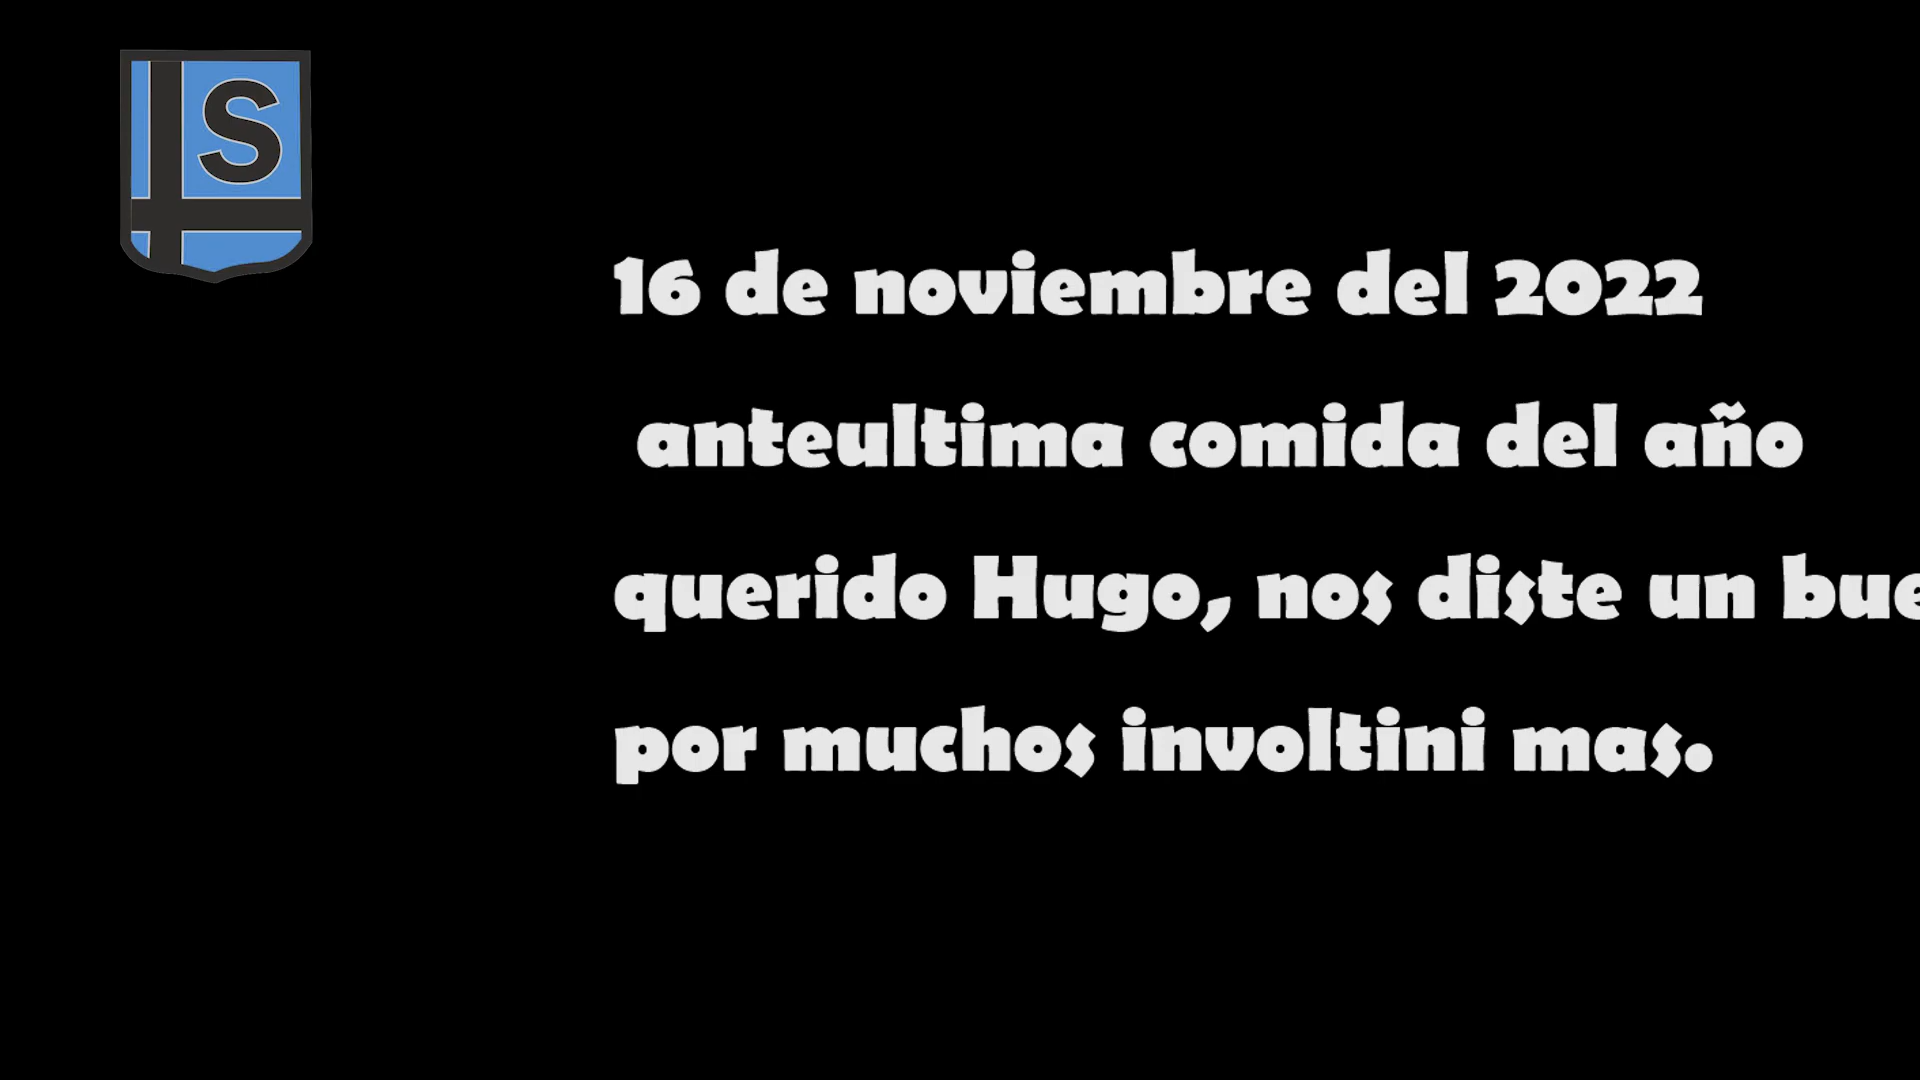 S
16 de noviembre del 2022
anteultima comida del año
querido Hugo, nos diste un
por muchos involtini mas.